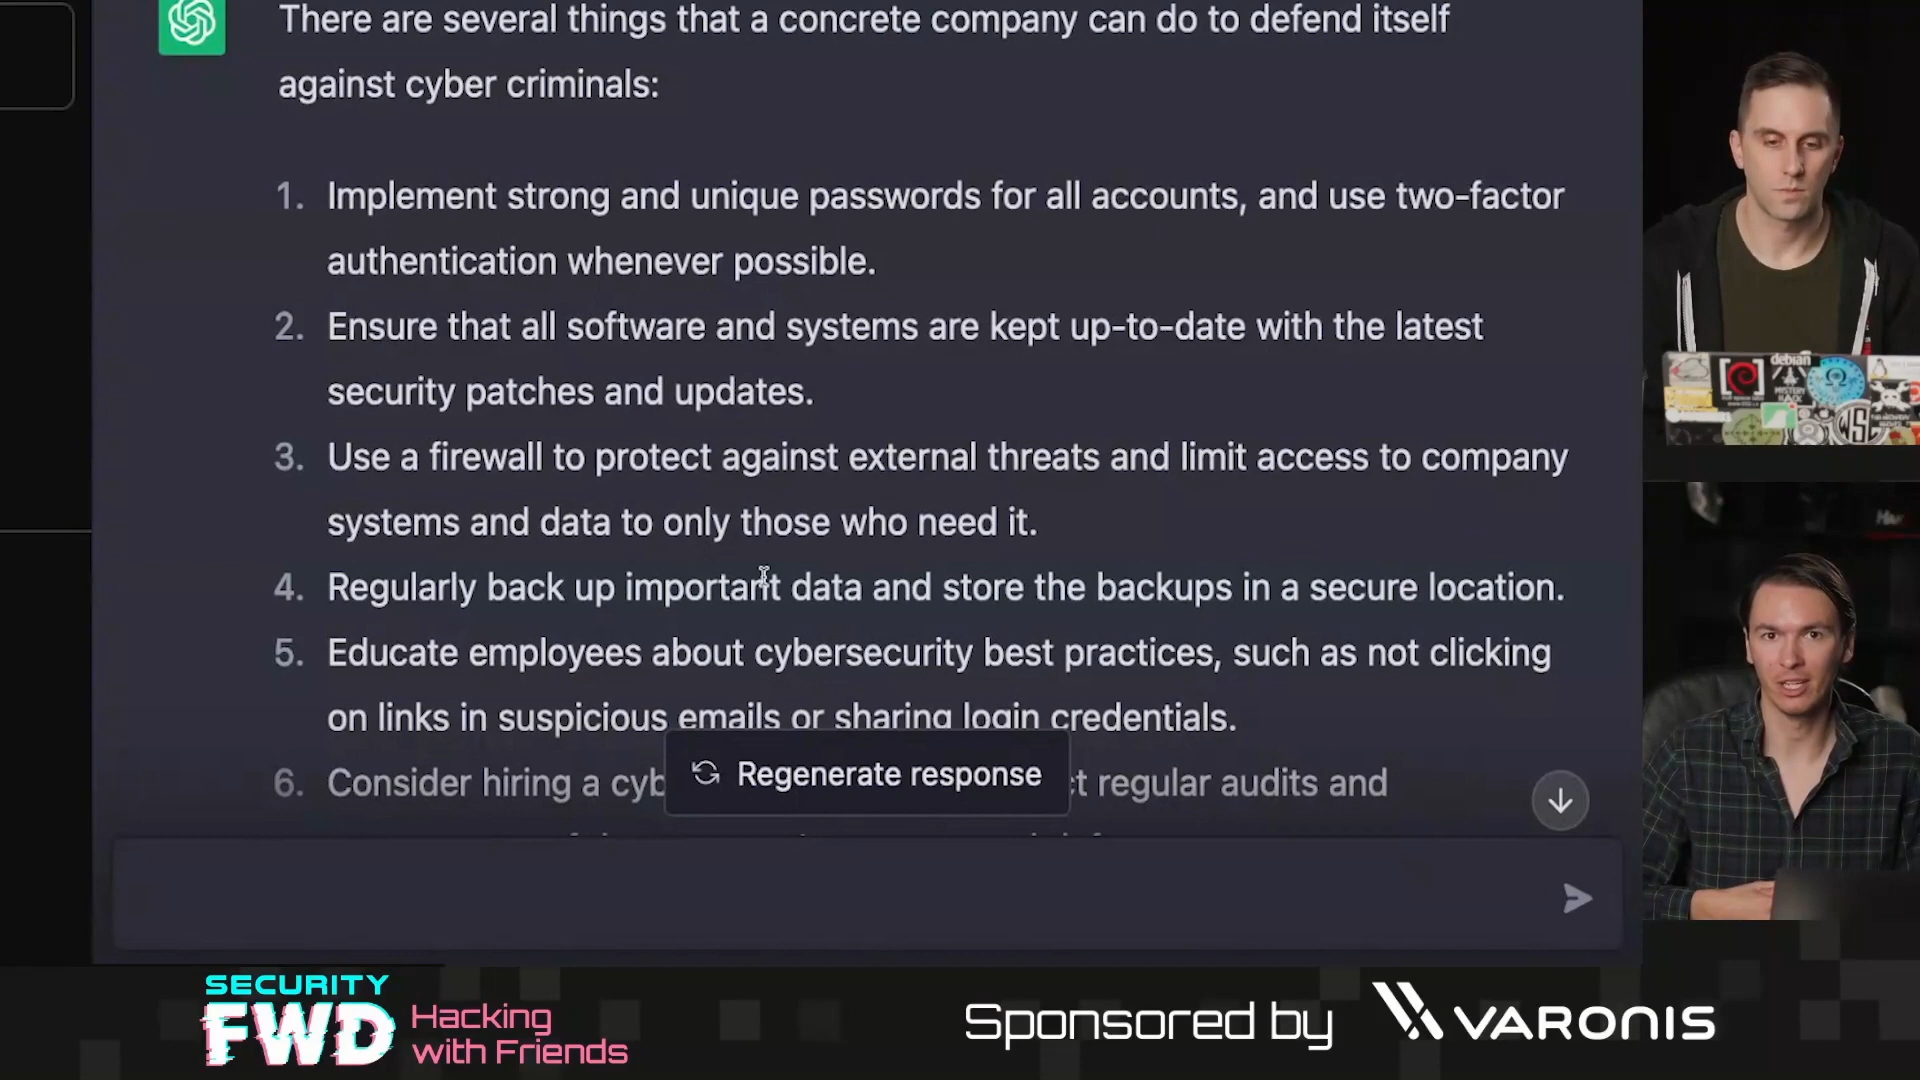 There are several things that a concrete company can do to defend itself
against cyber criminals:
1. Implement strong and unique passwords for all accounts, and use two-factor
authentication whenever possible.
2. Ensure that all software and systems are kept up-to-date with the latest
security patches and updates.
3. Use a firewall to protect against external threats and limit access to company
systems and data to only those who need it.
4. Regularly back up important data and store the backups in a secure location.
5. Educate employees about cybersecurity best practices, such as not clicking
on links in suspicious emails or sharing login credentials.
6. Consider hiring a regular audits and
Regenerate response
debian
MYSTERY
HACK
WSL
SECURITY
FWD
Hacking
with Friends
Sponsored by
VARONIS